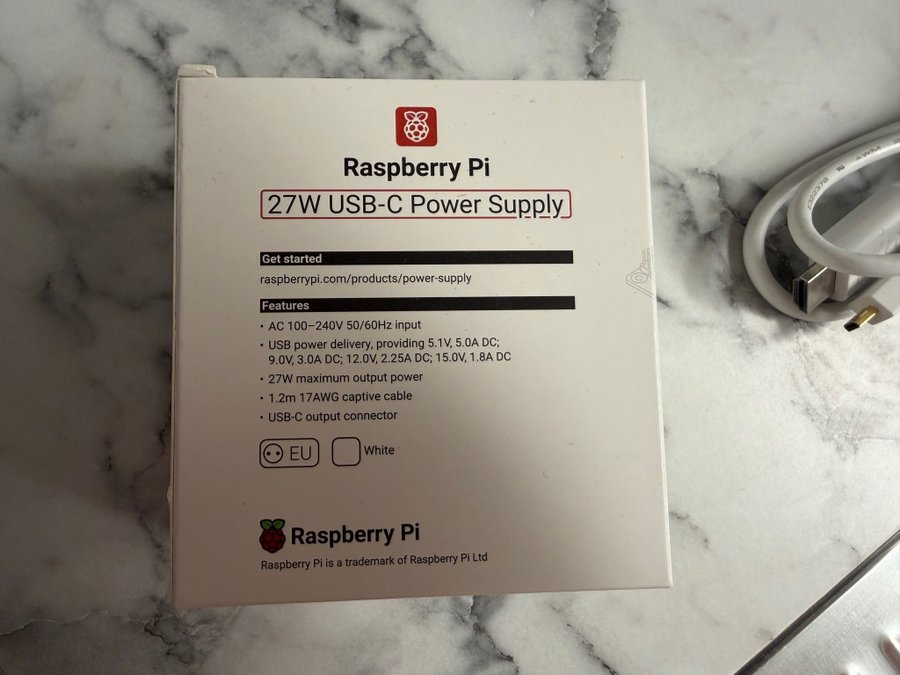 Raspberry Pi
27W USB-C Power Supply
Get started
raspberrypi.com/products/power-supply
Features
• AC 100–240V 50/60Hz input
• USB power delivery, providing 5.1V, 5.0A DC;
9.0V, 3.0A DC; 12.0V, 2.25A DC; 15.0V, 1.8A DC
• 27W maximum output power
• 1.2m 17AWG captive cable
• USB-C output connector
EU White
Raspberry Pi
Raspberry Pi is a trademark of Raspberry Pi Ltd
AWM